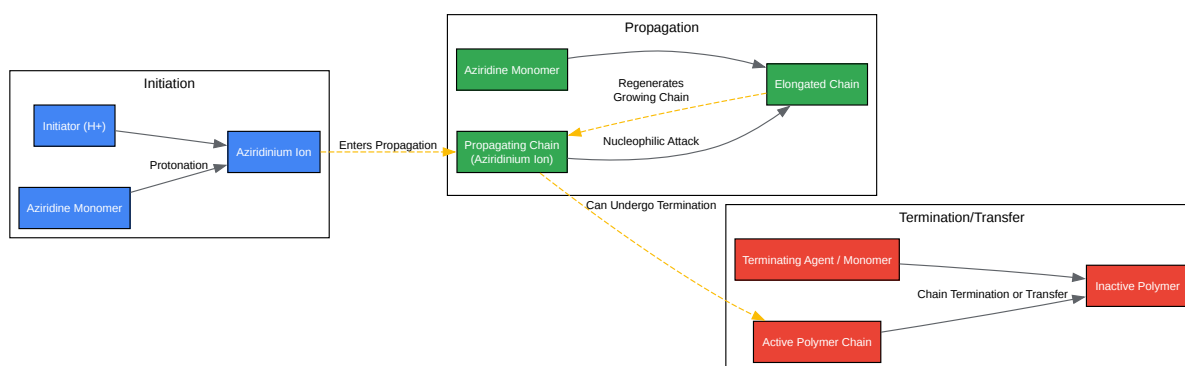 Initiation
Initiator (H+)
Protonation
Aziridine Monomer
Aziridinium Ion
Enters Propagation
Propagation
Aziridine Monomer
Elongated Chain
Regenerates
Growing Chain
Propagating Chain
(Aziridinium Ion)
Nucleophilic Attack
Can Undergo Termination
Termination/Transfer
Terminating Agent / Monomer
Inactive Polymer
Chain Termination or Transfer
Active Polymer Chain